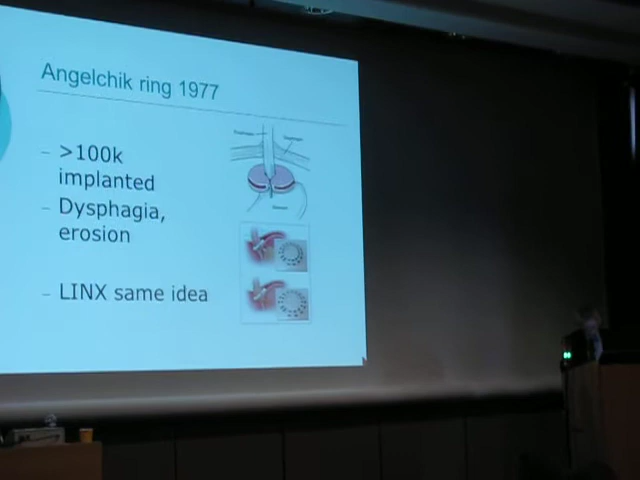 Angelchik ring 1977
– >100k
implanted
– Dysphagia,
erosion
– LINX same idea